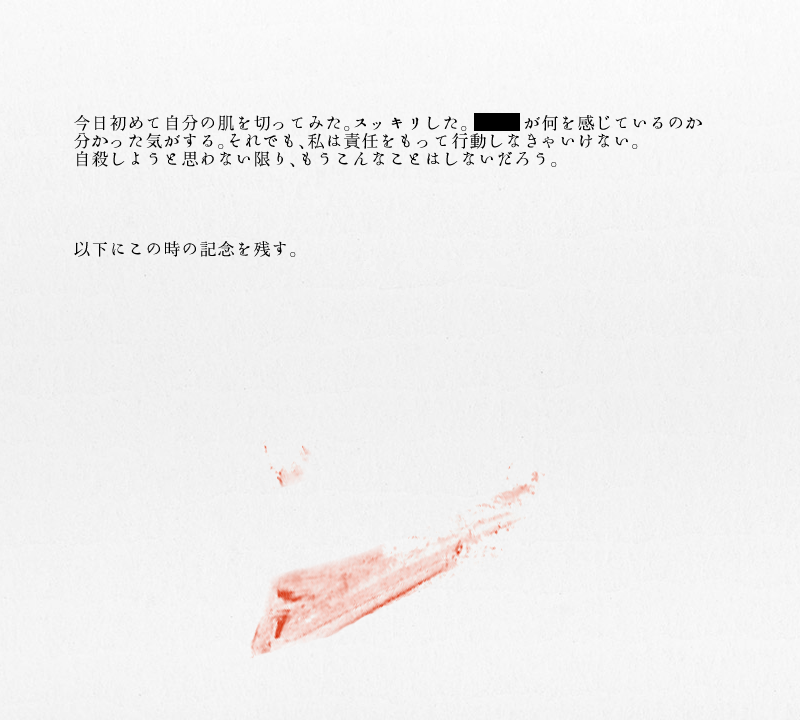 今日初めて自分の肌を切ってみた。スッキリした。が何を感じているのか
分かった気がする。それでも、私は責任をもって行動しなきゃいけない。
自殺しようと思わない限り、もうこんなことはしないだろう。
以下にこの時の記念を残す。